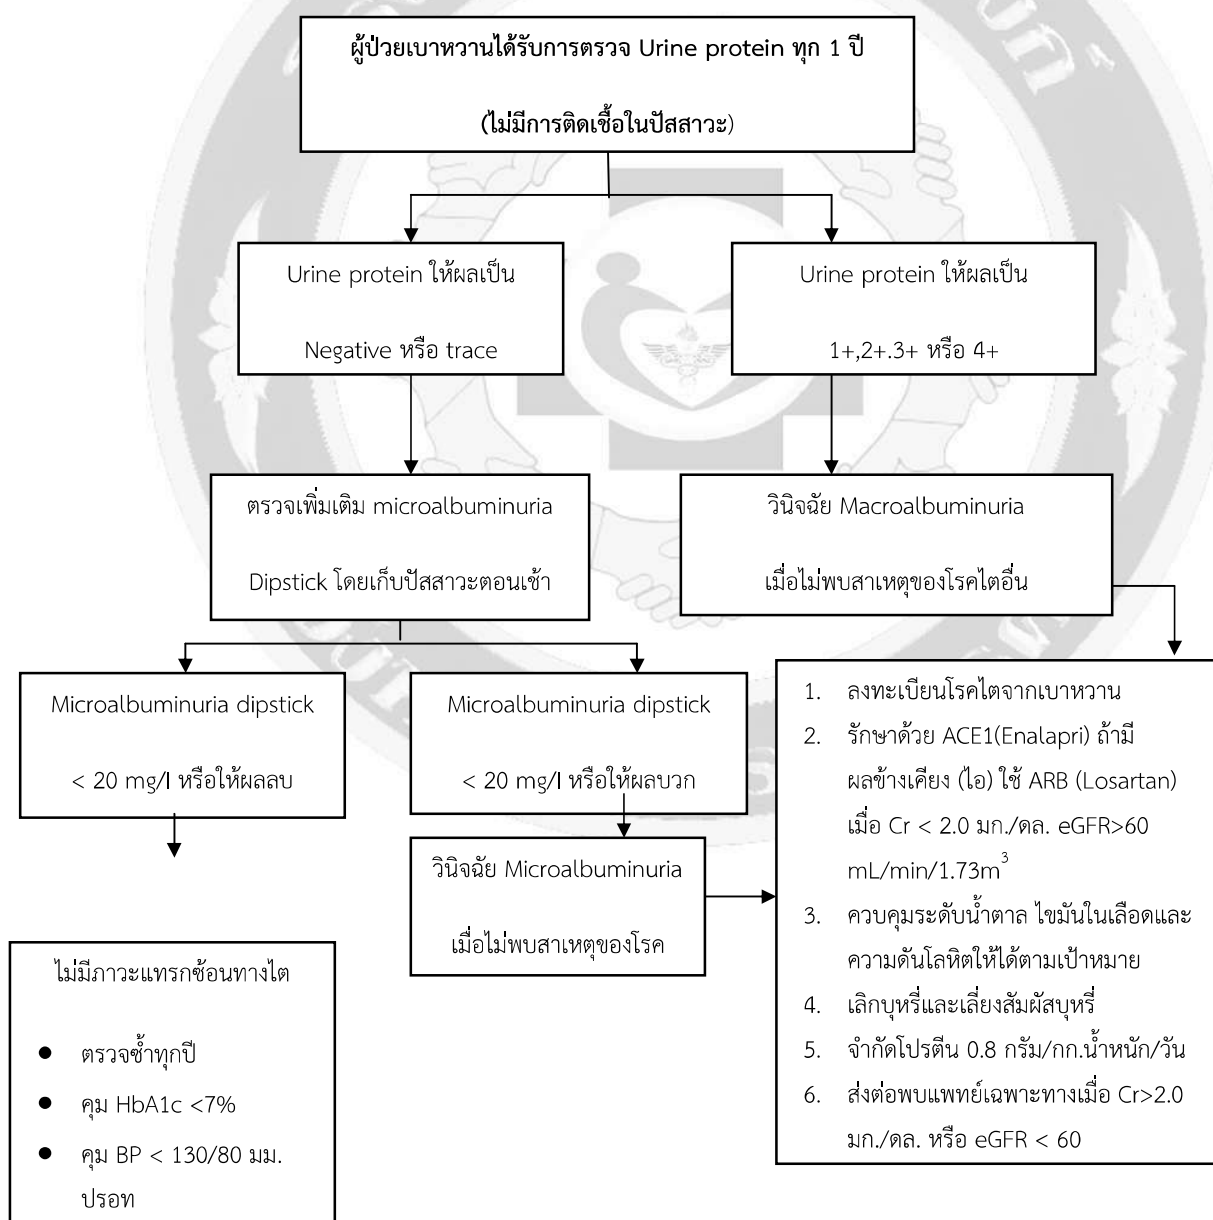 ผู้ป่วยเบาหวานได้รับการตรวจ Urine protein ทุก 1 ปี
(ไม่มีการติดเชื้อในปัสสาวะ)
Urine protein ให้ผลเป็น
Negative หรือ trace
Urine protein ให้ผลเป็น
1+,2+.3+ หรือ 4+
ตรวจเพิ่มเติม microalbuminuria
Dipstick โดยเก็บปัสสาวะตอนเช้า
วินิจฉัย Macroalbuminuria
เมื่อไม่พบสาเหตุของโรคไตอื่น
Microalbuminuria dipstick
< 20 mg/l หรือให้ผลลบ
Microalbuminuria dipstick
< 20 mg/l หรือให้ผลบวก
วินิจฉัย Microalbuminuria
เมื่อไม่พบสาเหตุของโรค
1. ลงทะเบียนโรคไตจากเบาหวาน
2. รักษาด้วย ACE1(Enalapri) ถ้ามี
ผลข้างเคียง (ไอ) ใช้ ARB (Losartan)
เมื่อ Cr < 2.0 มก./ดล. eGFR>60
mL/min/1.73m³
3. ควบคุมระดับน้ำตาล ไขมันในเลือดและ
ความดันโลหิตให้ได้ตามเป้าหมาย
4. เลิกบุหรี่และเลี่ยงสัมผัสบุหรี่
5. จำกัดโปรตีน 0.8 กรัม/กก.น้ำหนัก/วัน
6. ส่งต่อพบแพทย์เฉพาะทางเมื่อ Cr>2.0
มก./ดล. หรือ eGFR < 60
ไม่มีภาวะแทรกซ้อนทางไต
● ตรวจซ้ำทุกปี
● คุม HbA1c <7%
● คุม BP < 130/80 มม.
ปรอท